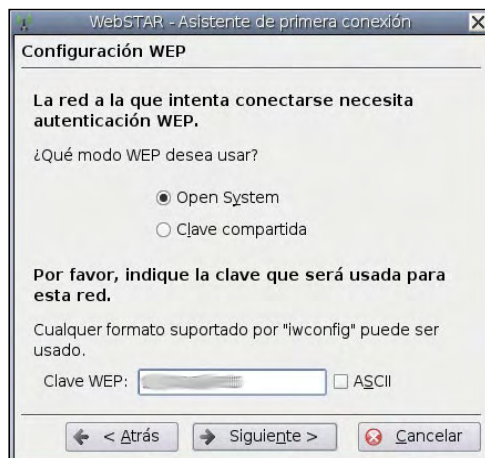 WebSTAR - Asistente de primera conexión
Configuración WEP
La red a la que intenta conectarse necesita
autenticación WEP.
¿Qué modo WEP desea usar?
Open System
Clave compartida
Por favor, indique la clave que será usada para
esta red.
Cualquer formato suportado por "iwconfig" puede ser
usado.
Clave WEP: ASCII
< Atrás Siguiente > Cancelar